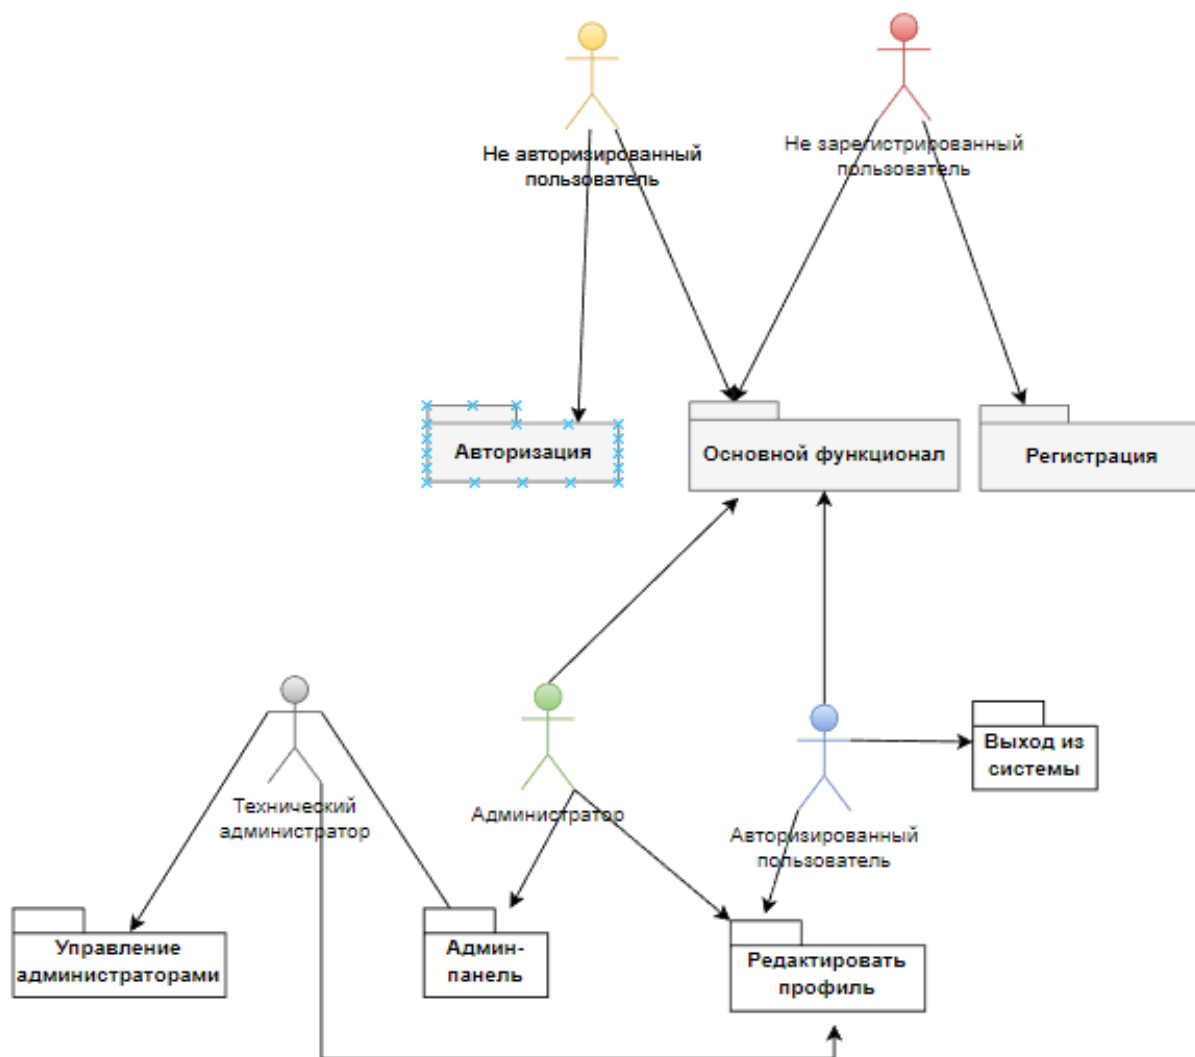 Не авторизированный
пользователь
Не зарегистрированный
пользователь
Авторизация
Основной функционал
Регистрация
Технический
администратор
Администратор
Авторизированный
пользователь
Выход из
системы
Управление
администраторами
Админ-
панель
Редактировать
профиль